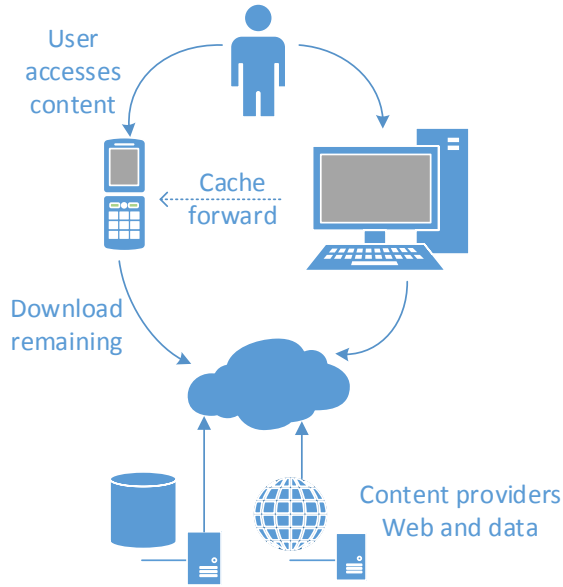 User
accesses
content
Cache
forward
Download
remaining
Content providers
Web and data